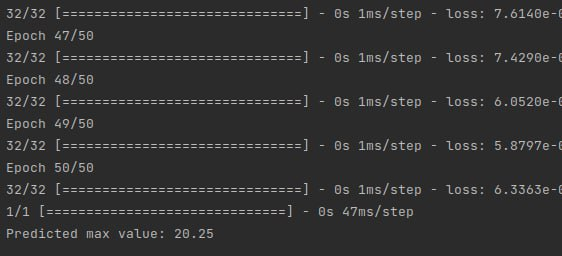 32/32 [==============================] - 0s 1ms/step - loss: 7.6140e-0
Epoch 47/50
32/32 [==============================] - 0s 1ms/step - loss: 7.4290e-0
Epoch 48/50
32/32 [==============================] - 0s 1ms/step - loss: 6.0520e-0
Epoch 49/50
32/32 [==============================] - 0s 1ms/step - loss: 5.8797e-0
Epoch 50/50
32/32 [==============================] - 0s 1ms/step - loss: 6.3363e-0
1/1 [==============================] - 0s 47ms/step
Predicted max value: 20.25